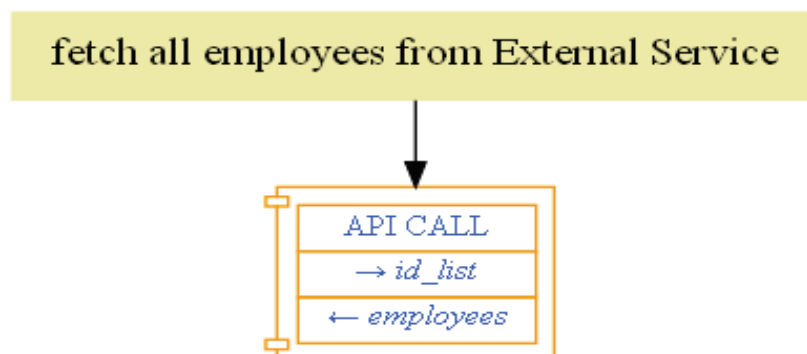 fetch all employees from External Service
API CALL
→ id_list
← employees